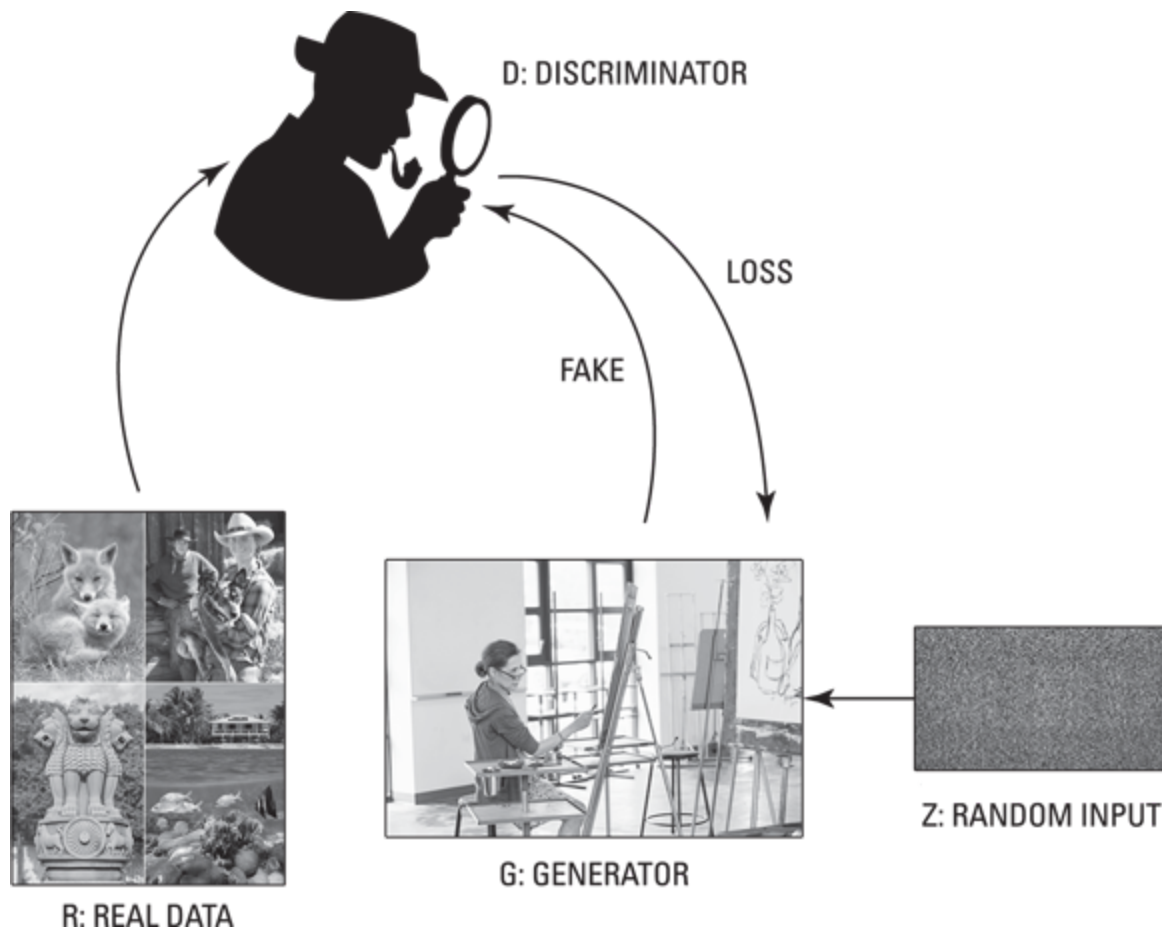 D: DISCRIMINATOR
LOSS
FAKE
Z: RANDOM INPUT
G: GENERATOR
R: REAL DATA